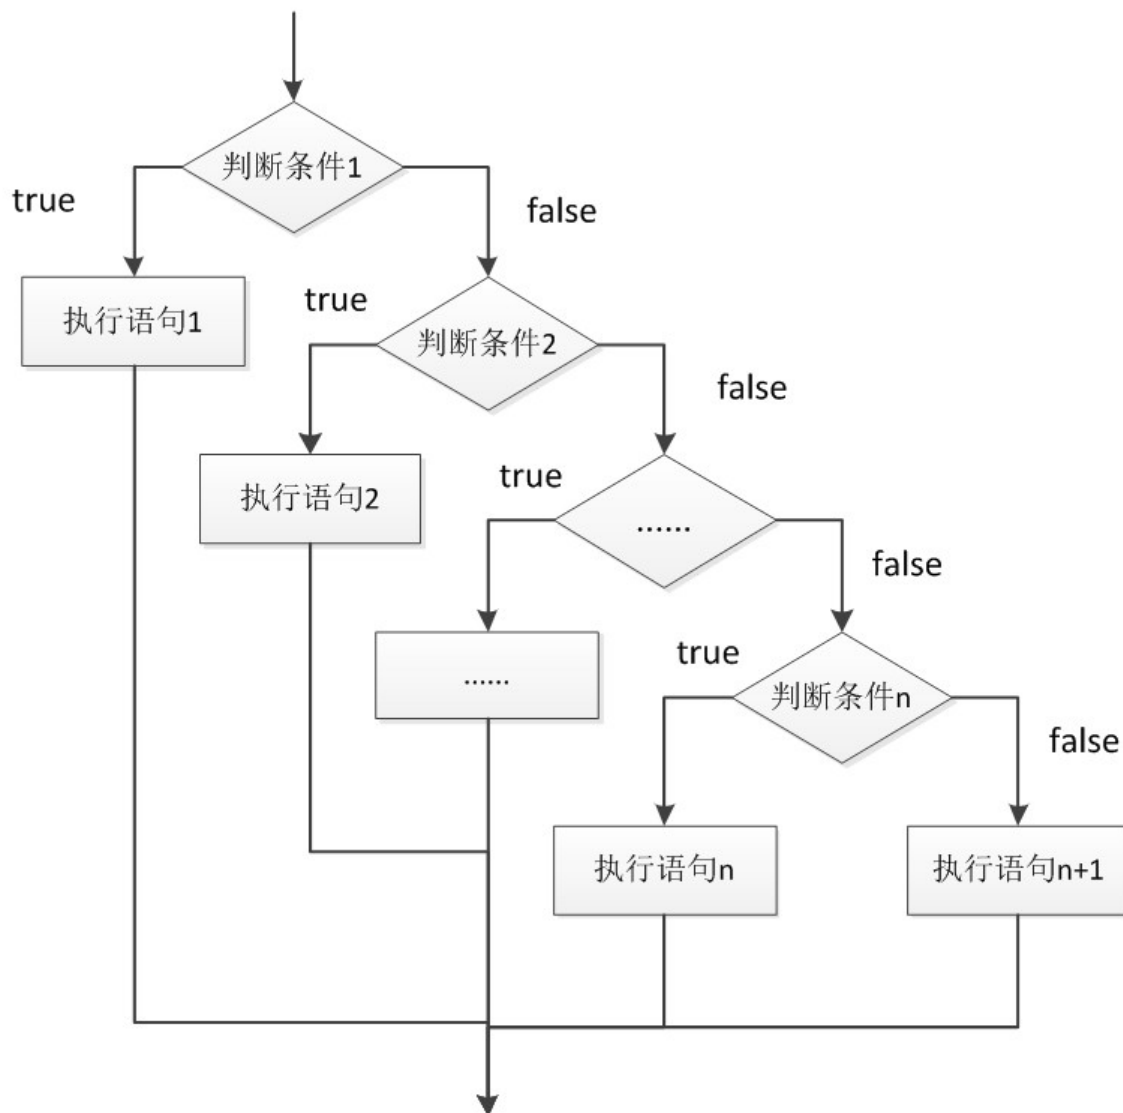 判断条件1
true
false
执行语句1
true
判断条件2
false
执行语句2
true
......
false
......
true
判断条件n
false
执行语句n
执行语句n+1